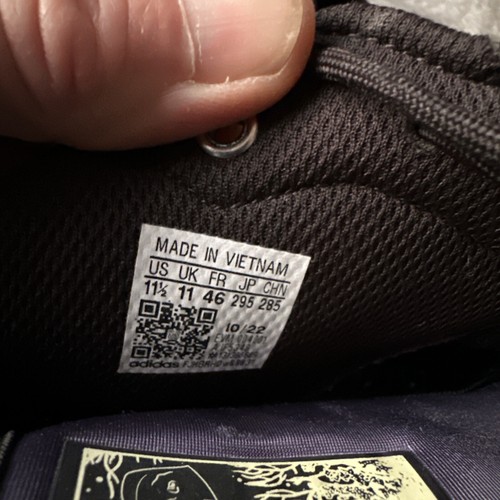 MADE IN VIETNAM
US UK FR JP CHN
11½ 11 46 295 285
10/22
adidas